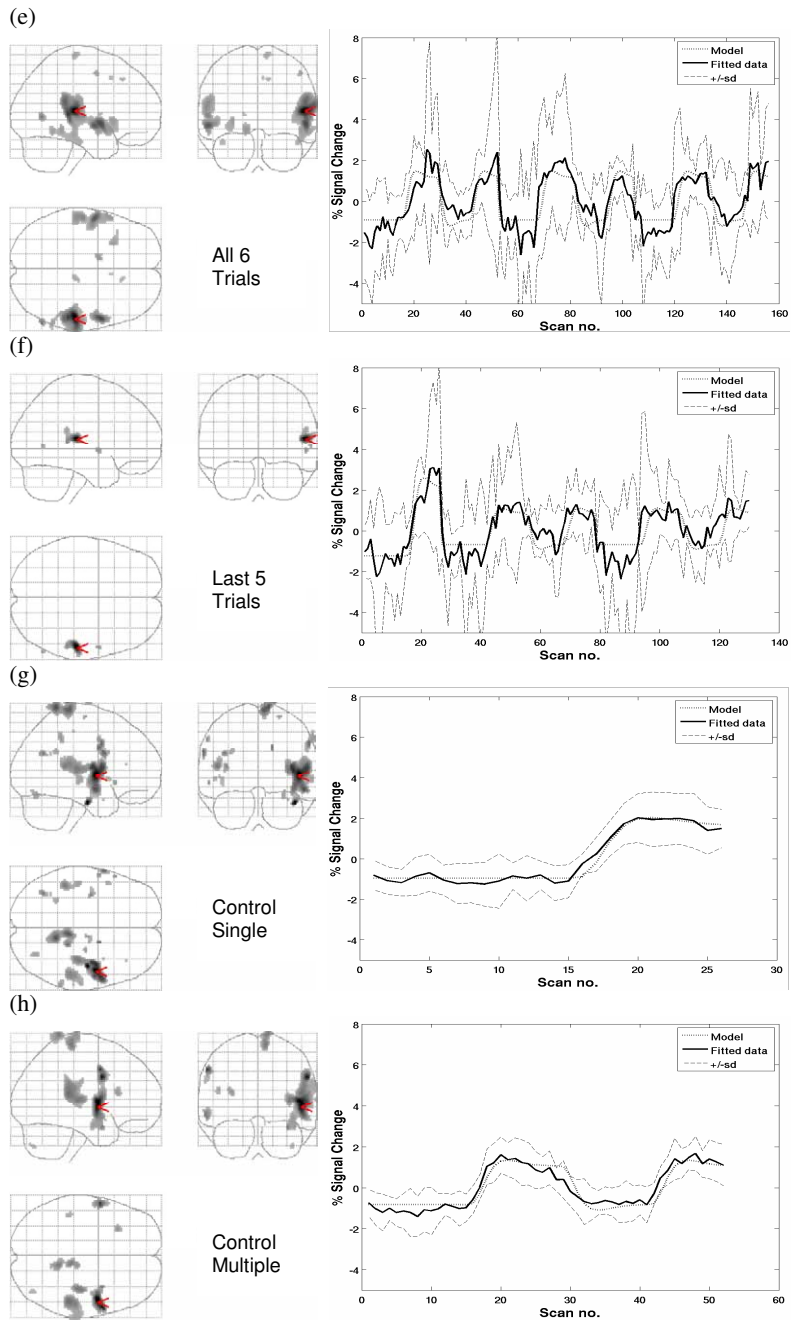 (e)
All 6
Trials
% Signal Change
8
6
4
2
0
-2
-4
0 20 40 60 80 100 120 140 160
Scan no.
Model
Fitted data
+/-sd
(f)
Last 5
Trials
% Signal Change
8
6
4
2
0
-2
-4
0 20 40 60 80 100 120 140
Scan no.
Model
Fitted data
+/-sd
(g)
Control
Single
% Signal Change
8
6
4
2
0
-2
-4
0 5 10 15 20 25 30
Scan no.
Model
Fitted data
+/-sd
(h)
Control
Multiple
% Signal Change
8
6
4
2
0
-2
-4
0 10 20 30 40 50 60
Scan no.
Model
Fitted data
+/-sd